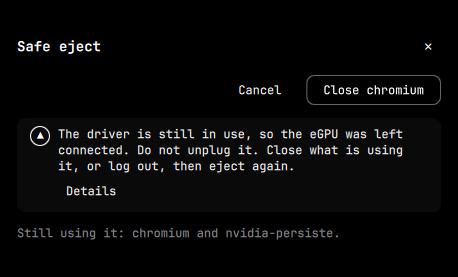 Safe eject ×
Cancel Close chromium
The driver is still in use, so the eGPU was left
connected. Do not unplug it. Close what is using
it, or log out, then eject again.
Details
Still using it: chromium and nvidia-persiste.